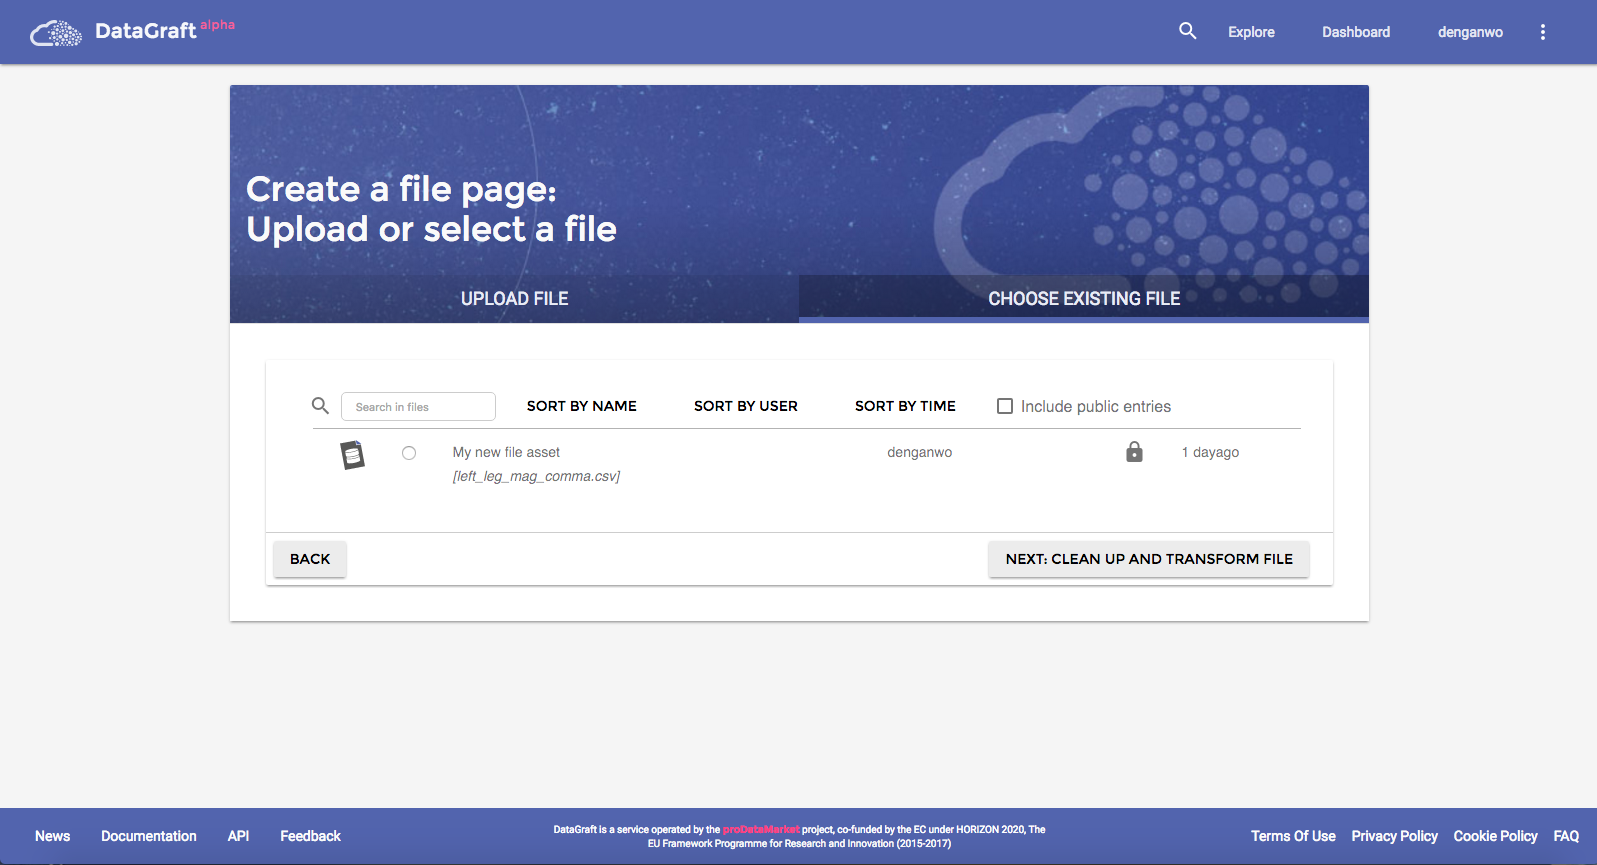 DataGraft alpha
Explore
Dashboard
denganwo
Create a file page:
Upload or select a file
UPLOAD FILE
CHOOSE EXISTING FILE
Search in files
SORT BY NAME
SORT BY USER
SORT BY TIME
Include public entries
My new file asset
denganwo
1 dayago
[left_leg_mag_comma.csv]
BACK
NEXT: CLEAN UP AND TRANSFORM FILE
News
Documentation
API
Feedback
DataGraft is a service operated by the proDataMarket project, co-funded by the EC under HORIZON 2020, The
EU Framework Programme for Research and Innovation (2015-2017)
Terms Of Use
Privacy Policy
Cookie Policy
FAQ